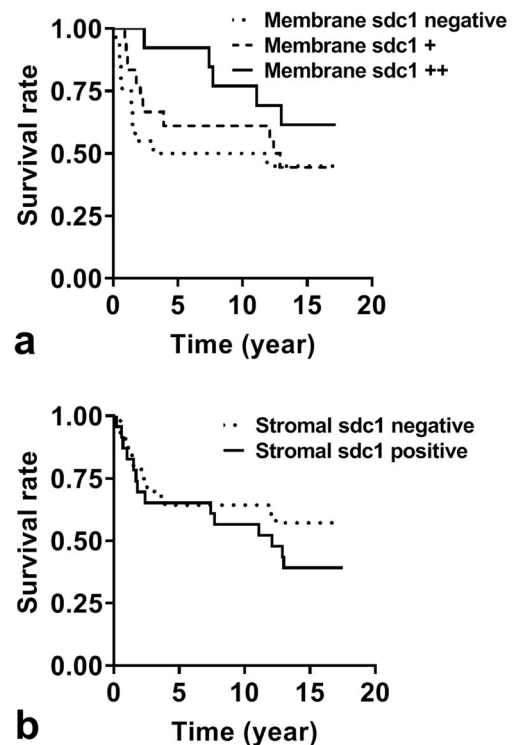 Membrane sdc1 negative
Membrane sdc1 +
Membrane sdc1 ++
1.00
0.75
0.50
0.25
0.00
Survival rate
0 5 10 15 20
Time (year)
a
Stromal sdc1 negative
Stromal sdc1 positive
1.00
0.75
0.50
0.25
0.00
Survival rate
0 5 10 15 20
Time (year)
b